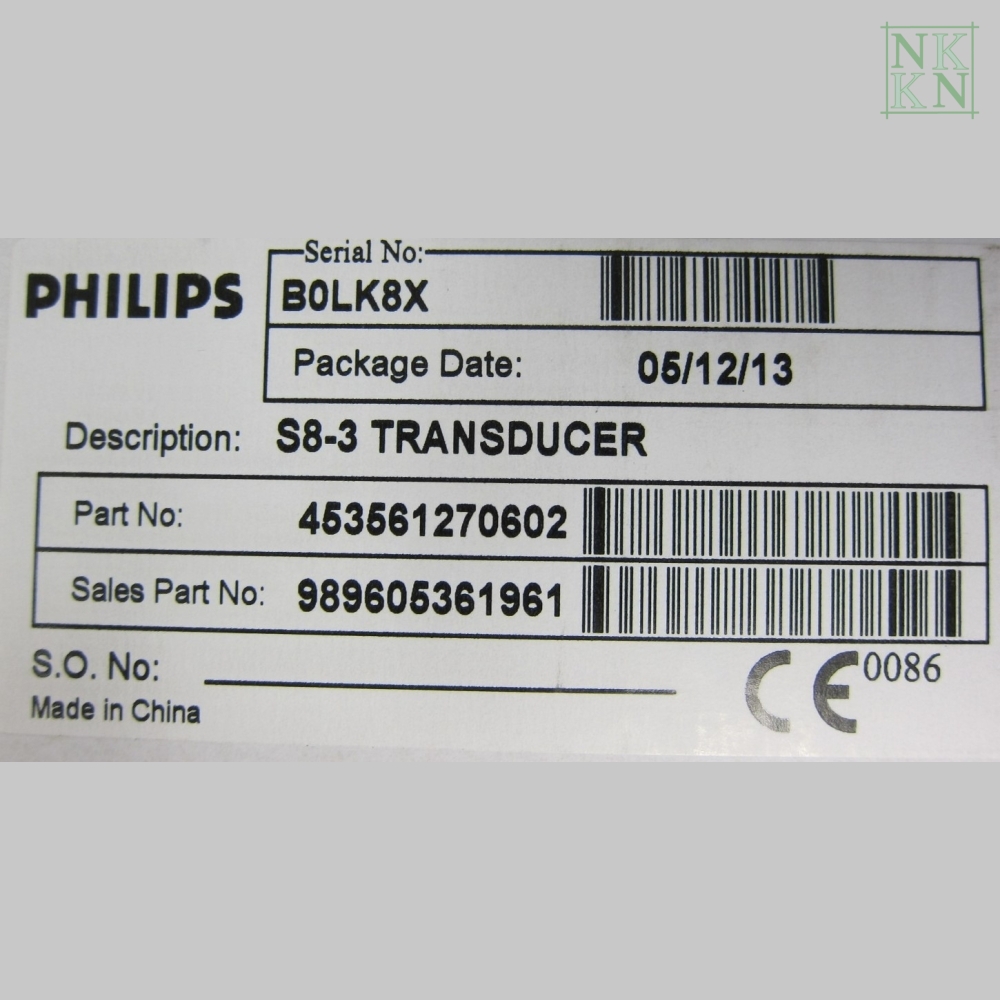 NK
KN
Serial No:
PHILIPS
B0LK8X
Package Date: 05/12/13
Description: S8-3 TRANSDUCER
Part No: 453561270602
Sales Part No: 989605361961
S.O. No:
CE 0086
Made in China